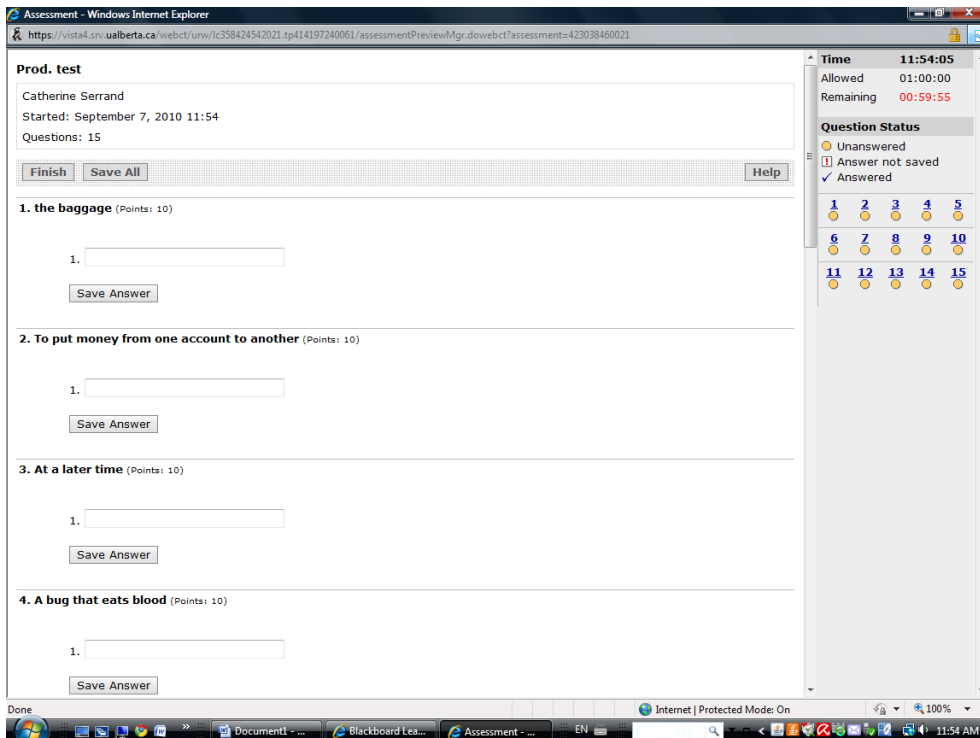 Assessment - Windows Internet Explorer
https://vista4.srv.ualberta.ca/webct/urw/lc358424542021.tp414197240061/assessmentPreviewMgr.dowebct?assessment=423038460021
Prod. test
Catherine Serrand
Started: September 7, 2010 11:54
Questions: 15
Finish Save All Help
1. the baggage (Points: 10)
1.
Save Answer
2. To put money from one account to another (Points: 10)
1.
Save Answer
3. At a later time (Points: 10)
1.
Save Answer
4. A bug that eats blood (Points: 10)
1.
Save Answer
Time 11:54:05
Allowed 01:00:00
Remaining 00:59:55
Question Status
Unanswered
! Answer not saved
✓ Answered
1 2 3 4 5
6 7 8 9 10
11 12 13 14 15
Done Internet | Protected Mode: On 100%
Document1 - ... Blackboard Lea... Assessment - ... EN 11:54 AM